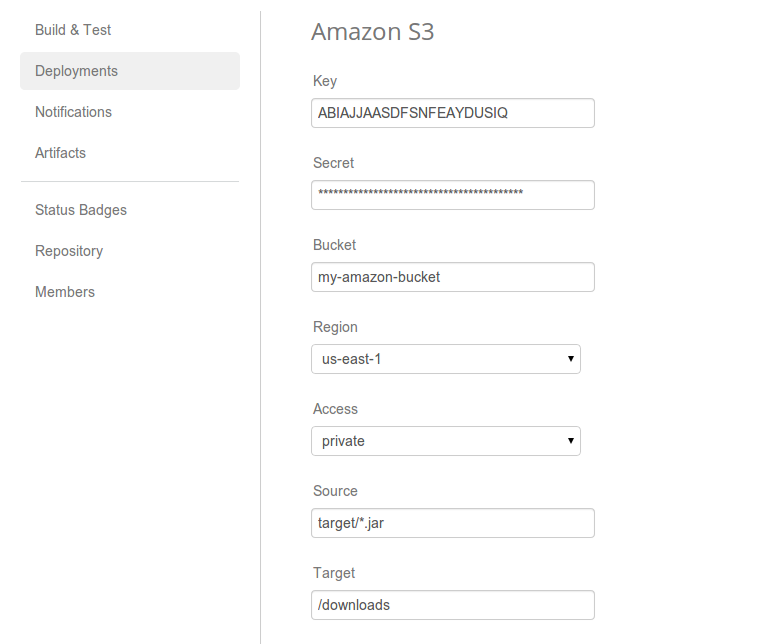 Build & Test
Deployments
Notifications
Artifacts
Status Badges
Repository
Members
Amazon S3
Key
ABIAJJAASDFSNFEAYDUSIQ
Secret
*****************************************
Bucket
my-amazon-bucket
Region
us-east-1
Access
private
Source
target/*.jar
Target
/downloads